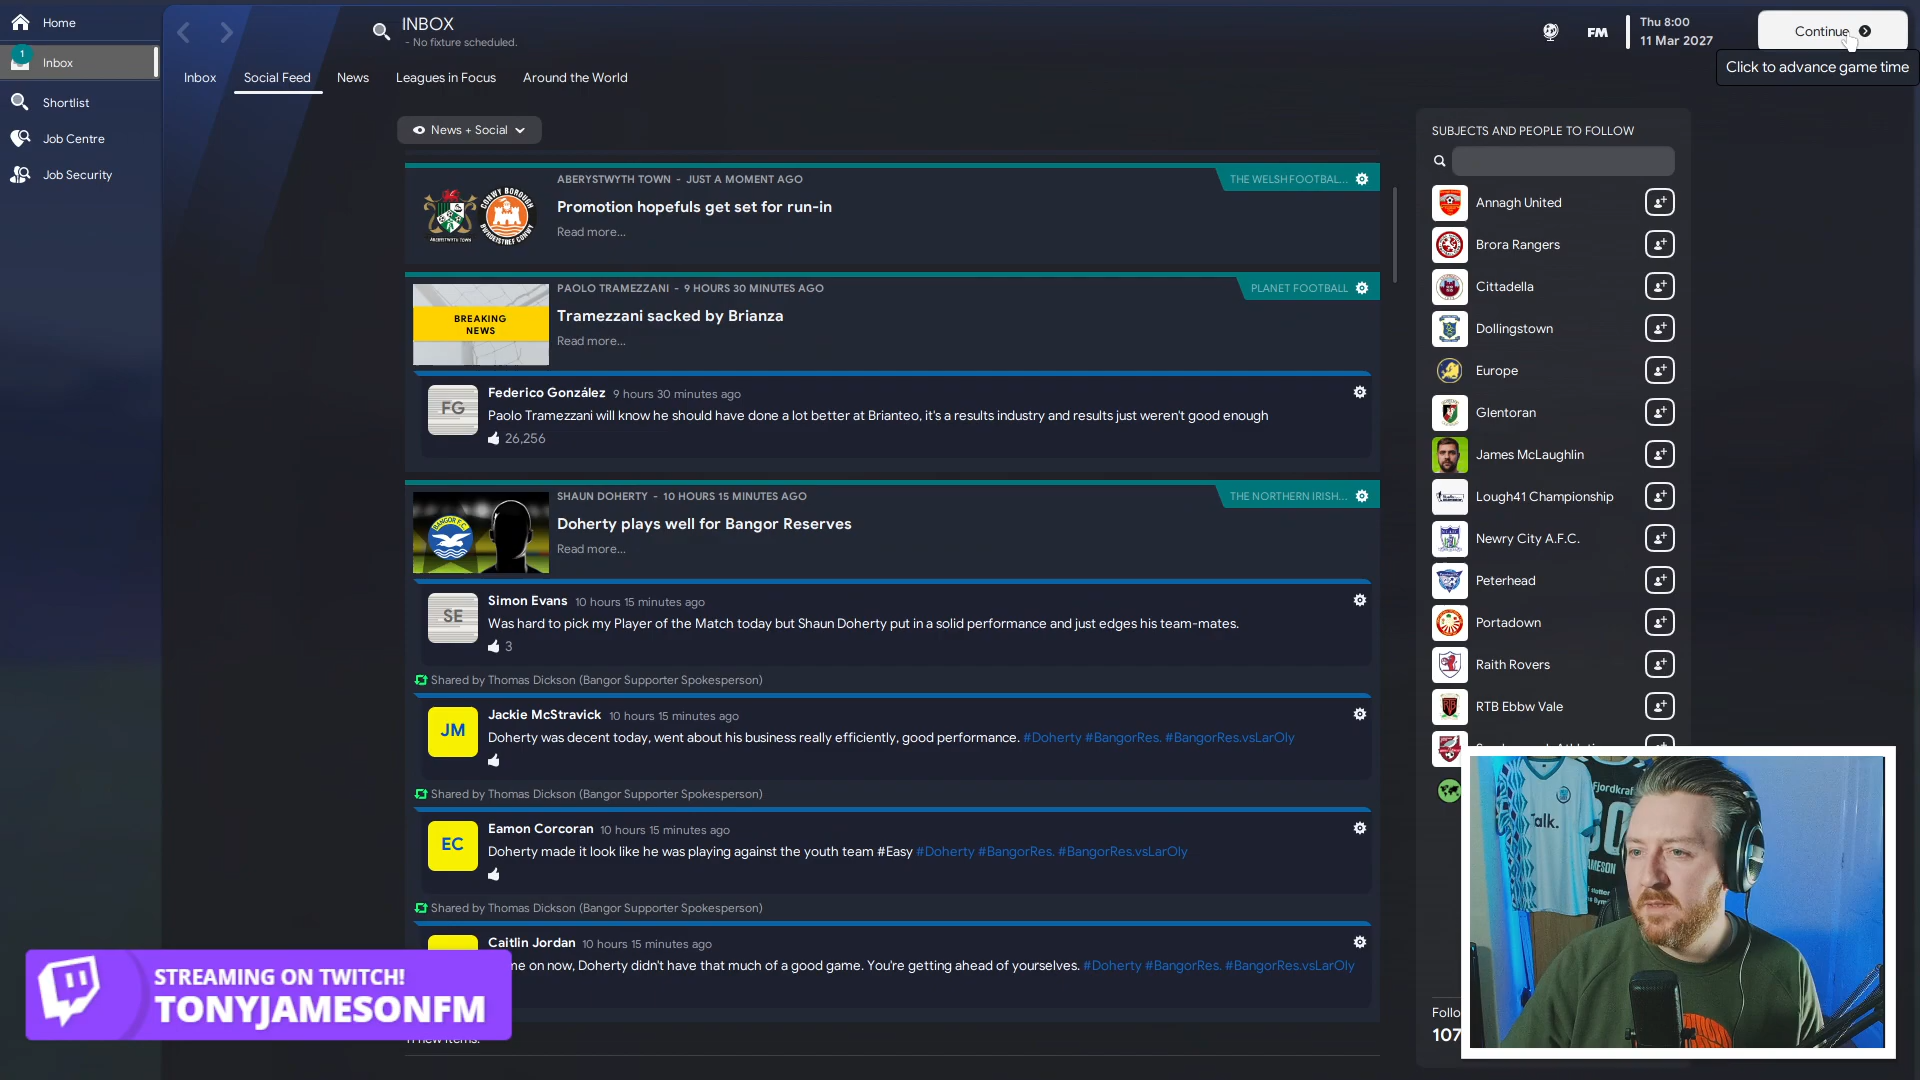 Home
1
Inbox
Shortlist
Job Centre
Job Security
INBOX
- No fixture scheduled.
FM
Thu 8:00
11 Mar 2027
Continue
Click to advance game time
Inbox
Social Feed
News
Leagues in Focus
Around the World
News + Social
ABERYSTWYTH TOWN - JUST A MOMENT AGO
THE WELSH FOOTBAL...
Promotion hopefuls get set for run-in
Read more...
PAOLO TRAMEZZANI - 9 HOURS 30 MINUTES AGO
PLANET FOOTBALL
BREAKING
NEWS
Tramezzani sacked by Brianza
Read more...
FG
Federico González 9 hours 30 minutes ago
Paolo Tramezzani will know he should have done a lot better at Brianteo, it's a results industry and results just weren't good enough
26,256
SHAUN DOHERTY - 10 HOURS 15 MINUTES AGO
THE NORTHERN IRISH...
Doherty plays well for Bangor Reserves
Read more...
SE
Simon Evans 10 hours 15 minutes ago
Was hard to pick my Player of the Match today but Shaun Doherty put in a solid performance and just edges his team-mates.
3
Shared by Thomas Dickson (Bangor Supporter Spokesperson)
JM
Jackie McStravick 10 hours 15 minutes ago
Doherty was decent today, went about his business really efficiently, good performance. #Doherty #BangorRes. #BangorRes.vsLarOly
Shared by Thomas Dickson (Bangor Supporter Spokesperson)
EC
Eamon Corcoran 10 hours 15 minutes ago
Doherty made it look like he was playing against the youth team #Easy #Doherty #BangorRes. #BangorRes.vsLarOly
Shared by Thomas Dickson (Bangor Supporter Spokesperson)
Caitlin Jordan 10 hours 15 minutes ago
me on now, Doherty didn't have that much of a good game. You're getting ahead of yourselves. #Doherty #BangorRes. #BangorRes.vsLarOly
new items.
SUBJECTS AND PEOPLE TO FOLLOW
Annagh United
Brora Rangers
Cittadella
Dollingstown
Europe
Glentoran
James McLaughlin
Lough41 Championship
Newry City A.F.C.
Peterhead
Portadown
Raith Rovers
RTB Ebbw Vale
Follo
107
STREAMING ON TWITCH!
TONYJAMESONFM
fjordkraf
Talk.
JAMESON